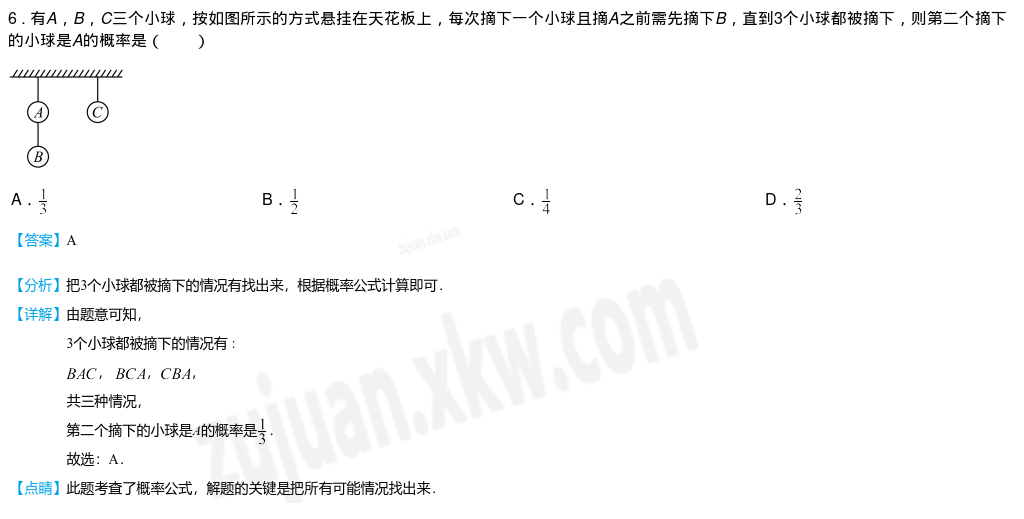 6．有A，B，C三个小球，按如图所示的方式悬挂在天花板上，每次摘下一个小球且摘A之前需先摘下B，直到3个小球都被摘下，则第二个摘下
的小球是A的概率是（　　）
A C
B
A．1/3 B．1/2 C．1/4 D．2/3
【答案】A
zujuan.xkw.com
【分析】把3个小球都被摘下的情况有找出来，根据概率公式计算即可．
【详解】由题意可知，
3个小球都被摘下的情况有：
BAC，BCA，CBA，
共三种情况，
第二个摘下的小球是A的概率是1/3．
故选：A．
【点睛】此题考查了概率公式，解题的关键是把所有可能情况找出来．
zujuan.xkw.com